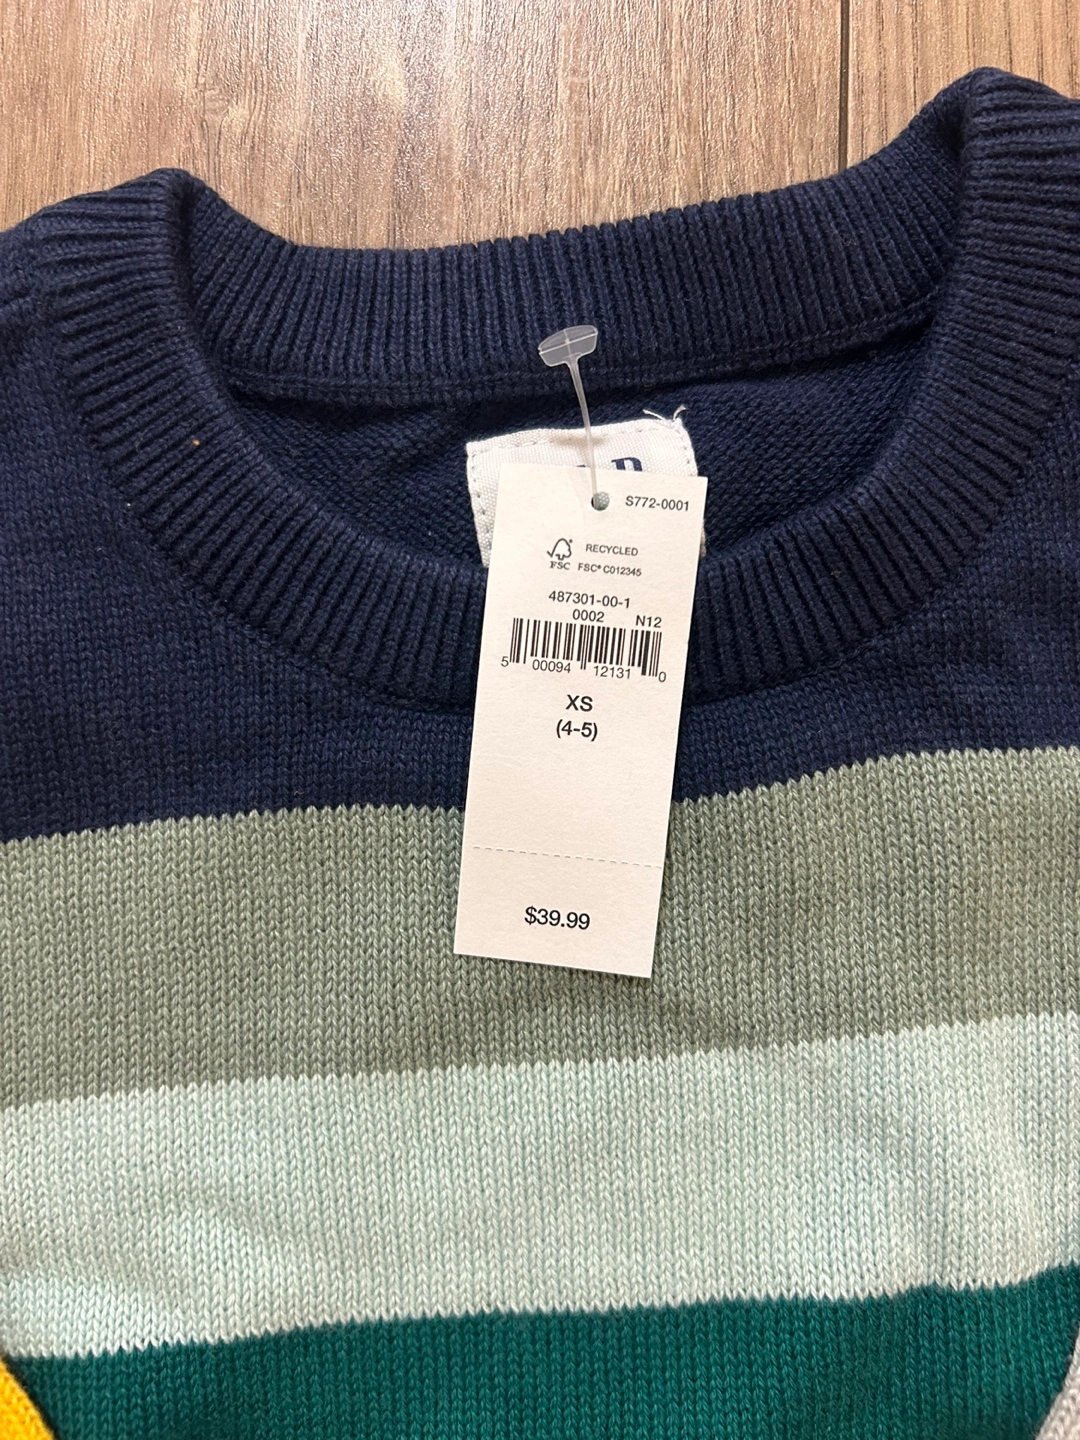 S772-0001
RECYCLED
FSC FSC® C012345
487301-00-1
0002 N12
5 00094 12131 0
XS
(4-5)
$39.99